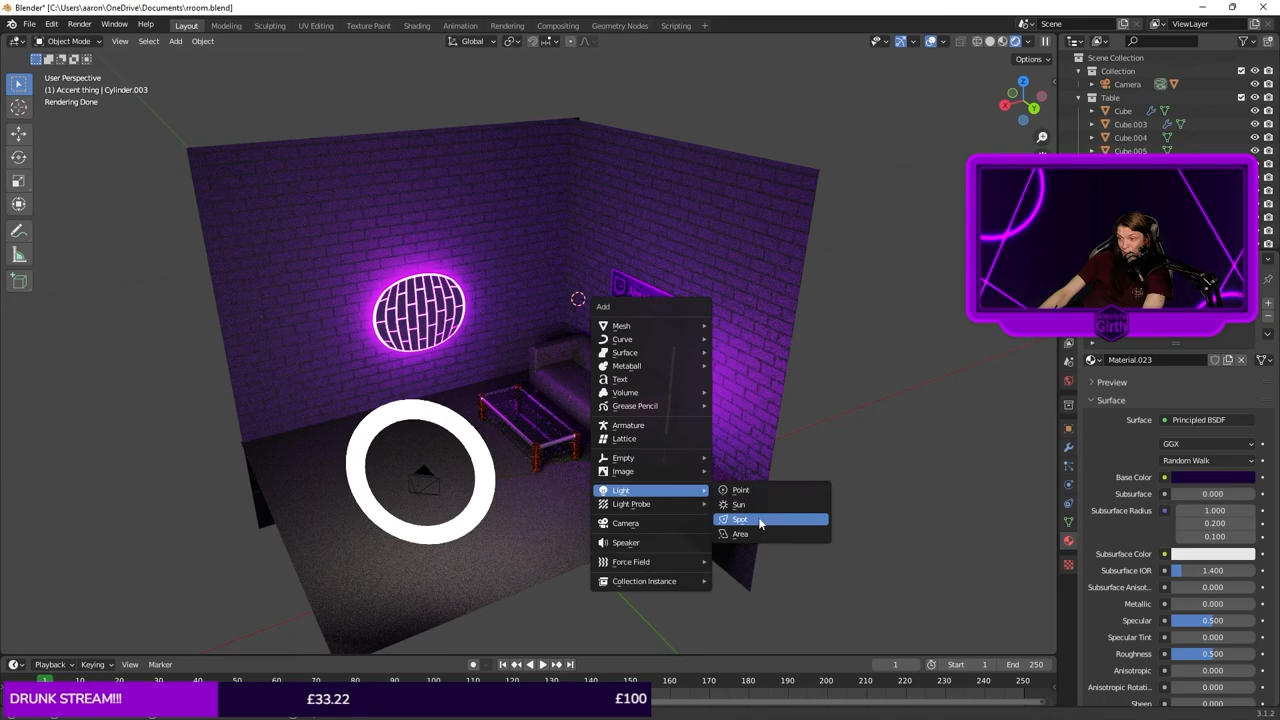 Blender* [C:\Users\aaron\OneDrive\Documents\rroom.blend]
File Edit Render Window Help Layout Modeling Sculpting UV Editing Texture Paint Shading Animation Rendering Compositing Geometry Nodes Scripting + Scene ViewLayer
Object Mode View Select Add Object Global
Options
User Perspective
(1) Accent thing | Cylinder.003
Rendering Done
X
Y
Z
Scene Collection
Collection
Camera
Table
Cube
Cube.003
Cube.004
Cube.005
Girth
Add
Mesh
Curve
Surface
Metaball
Text
Volume
Grease Pencil
Armature
Lattice
Empty
Image
Light
Light Probe
Camera
Speaker
Force Field
Collection Instance
Point
Sun
Spot
Area
Material.023
Preview
Surface
Surface Principled BSDF
GGX
Random Walk
Base Color
Subsurface 0.000
Subsurface Radius 1.000
0.200
0.100
Subsurface Color
Subsurface IOR 1.400
Subsurface Anisot... 0.000
Metallic 0.000
Specular 0.500
Specular Tint 0.000
Roughness 0.500
Anisotropic 0.000
Anisotropic Rotati... 0.000
Sheen 0.000
Playback Keying View Marker 1 Start 1 End 250
1 70 80 90 100 110 120 130 140 150 160 170 180 190 200 210 220 230 240 250
DRUNK STREAM!!! £33.22 £100
3.1.2